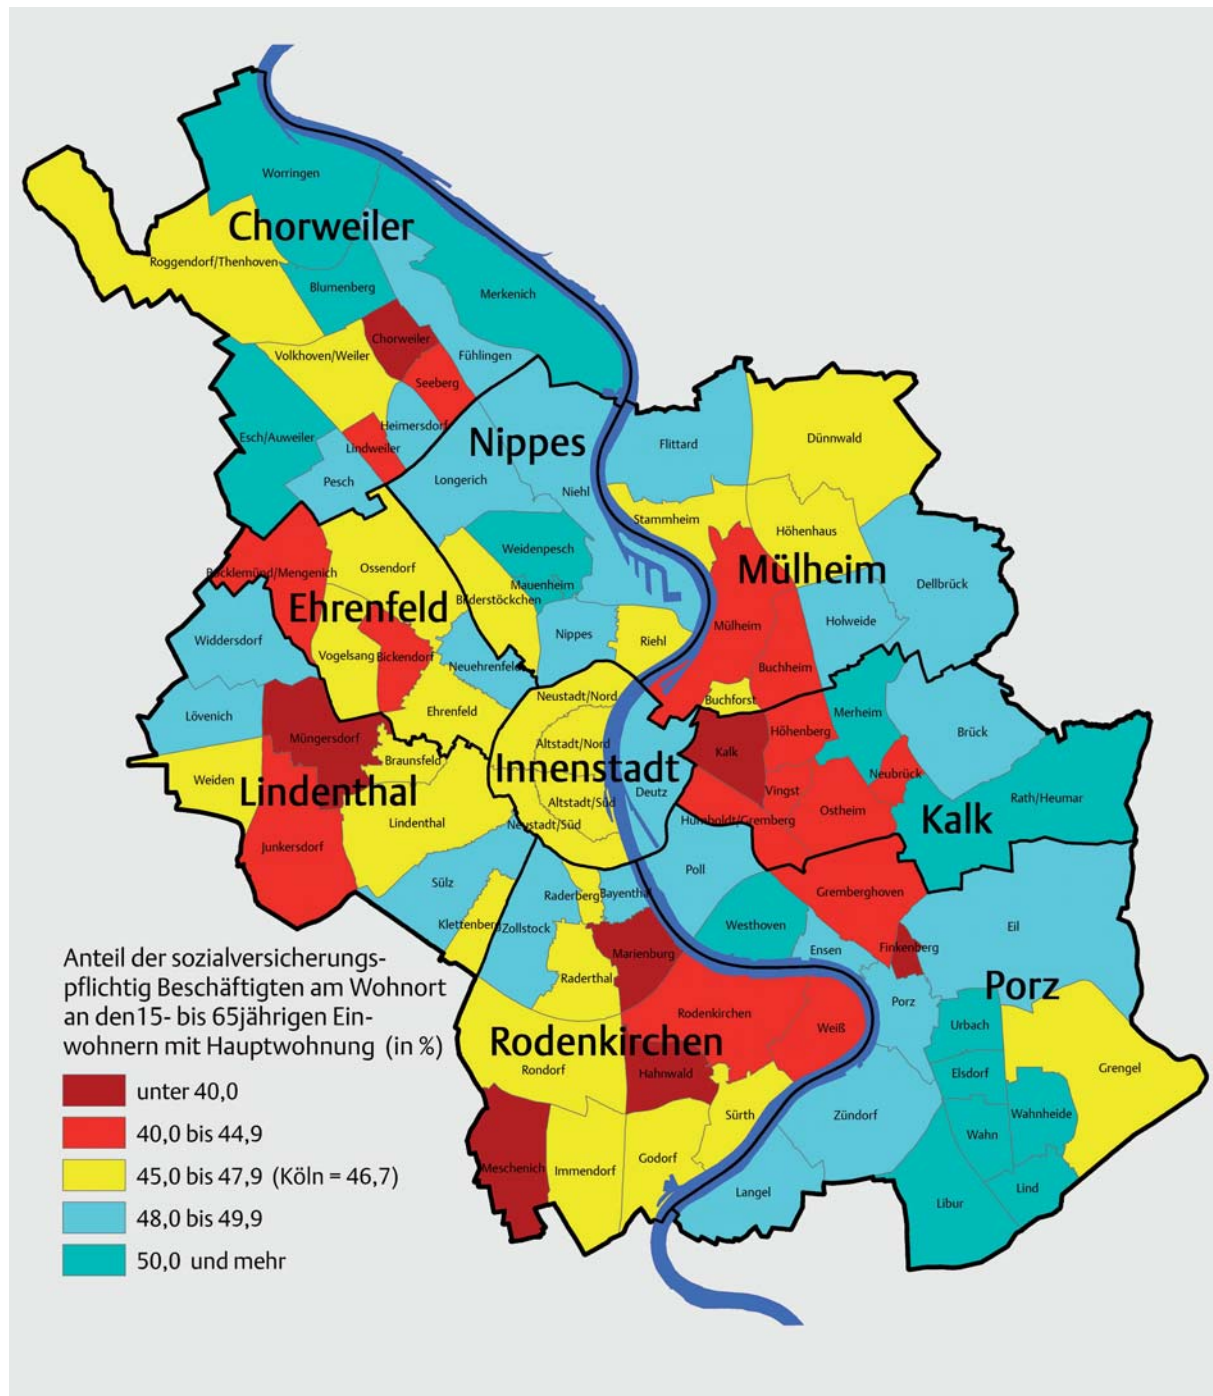 Worringen
Chorweiler
Roggendorf/Thenhoven
Blumenberg
Merkenich
Chorweiler
Volkhoven/Weiler
Fühlingen
Seeberg
Heimersdorf
Esch/Auweiler
Lindweiler
Pesch
Nippes
Longerich
Niehl
Flittard
Dünnwald
Stammheim
Höhenhaus
Weidenpesch
Mauenheim
Bilderstöckchen
Nippes
Riehl
Mülheim
Dellbrück
Holweide
Mülheim
Buchheim
Buchforst
Bocklemünd/Mengenich
Ossendorf
Ehrenfeld
Widdersdorf
Vogelsang
Bickendorf
Neuehrenfeld
Ehrenfeld
Lövenich
Müngersdorf
Braunsfeld
Weiden
Lindenthal
Lindenthal
Junkersdorf
Sülz
Klettenberg
Neustadt/Nord
Altstadt/Nord
Innenstadt
Deutz
Altstadt/Süd
Neustadt/Süd
Merheim
Brück
Höhenberg
Kalk
Neubrück
Vingst
Ostheim
Rath/Heumar
Kalk
Humboldt/Gremberg
Poll
Gremberghoven
Westhoven
Ensen
Finkenberg
Eil
Porz
Porz
Urbach
Elsdorf
Grengel
Wahnheide
Wahn
Zündorf
Lind
Libur
Langel
Raderberg
Bayenthal
Zollstock
Marienburg
Raderthal
Rodenkirchen
Weiß
Rodenkirchen
Hahnwald
Rondorf
Sürth
Godorf
Immendorf
Meschenich
Anteil der sozialversicherungs-
pflichtig Beschäftigten am Wohnort
an den15- bis 65jährigen Ein-
wohnern mit Hauptwohnung (in %)
unter 40,0
40,0 bis 44,9
45,0 bis 47,9 (Köln = 46,7)
48,0 bis 49,9
50,0 und mehr